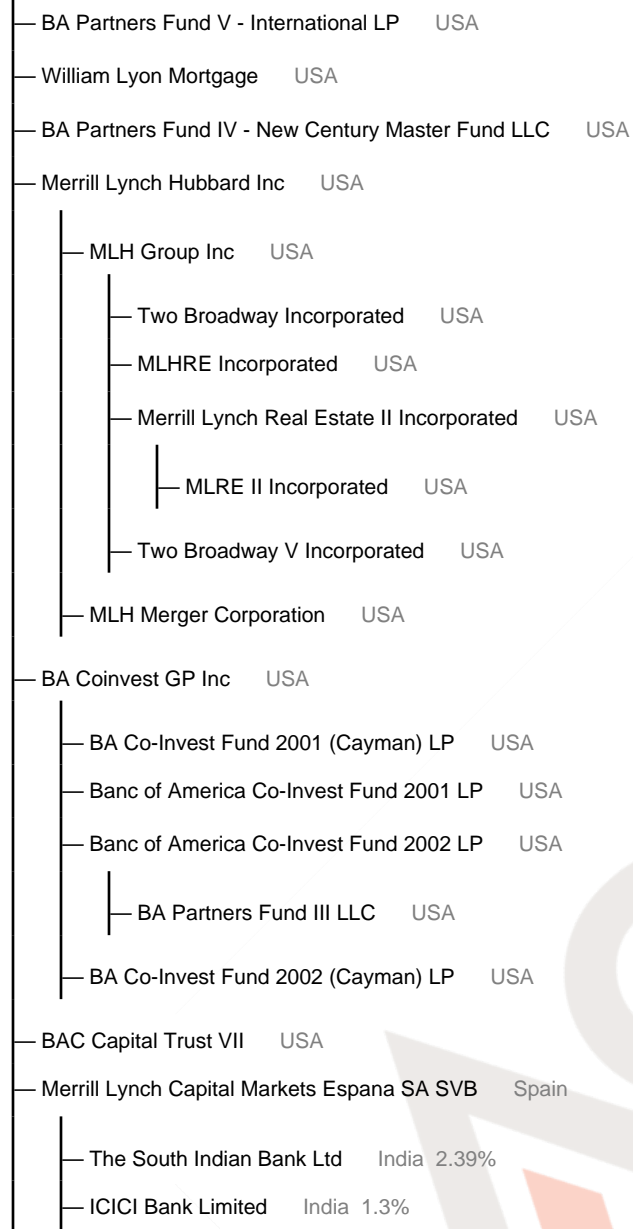 BA Partners Fund V - International LP USA
William Lyon Mortgage USA
BA Partners Fund IV - New Century Master Fund LLC USA
Merrill Lynch Hubbard Inc USA
MLH Group Inc USA
Two Broadway Incorporated USA
MLHRE Incorporated USA
Merrill Lynch Real Estate II Incorporated USA
MLRE II Incorporated USA
Two Broadway V Incorporated USA
MLH Merger Corporation USA
BA Coinvest GP Inc USA
BA Co-Invest Fund 2001 (Cayman) LP USA
Banc of America Co-Invest Fund 2001 LP USA
Banc of America Co-Invest Fund 2002 LP USA
BA Partners Fund III LLC USA
BA Co-Invest Fund 2002 (Cayman) LP USA
BAC Capital Trust VII USA
Merrill Lynch Capital Markets Espana SA SVB Spain
The South Indian Bank Ltd India 2.39%
ICICI Bank Limited India 1.3%